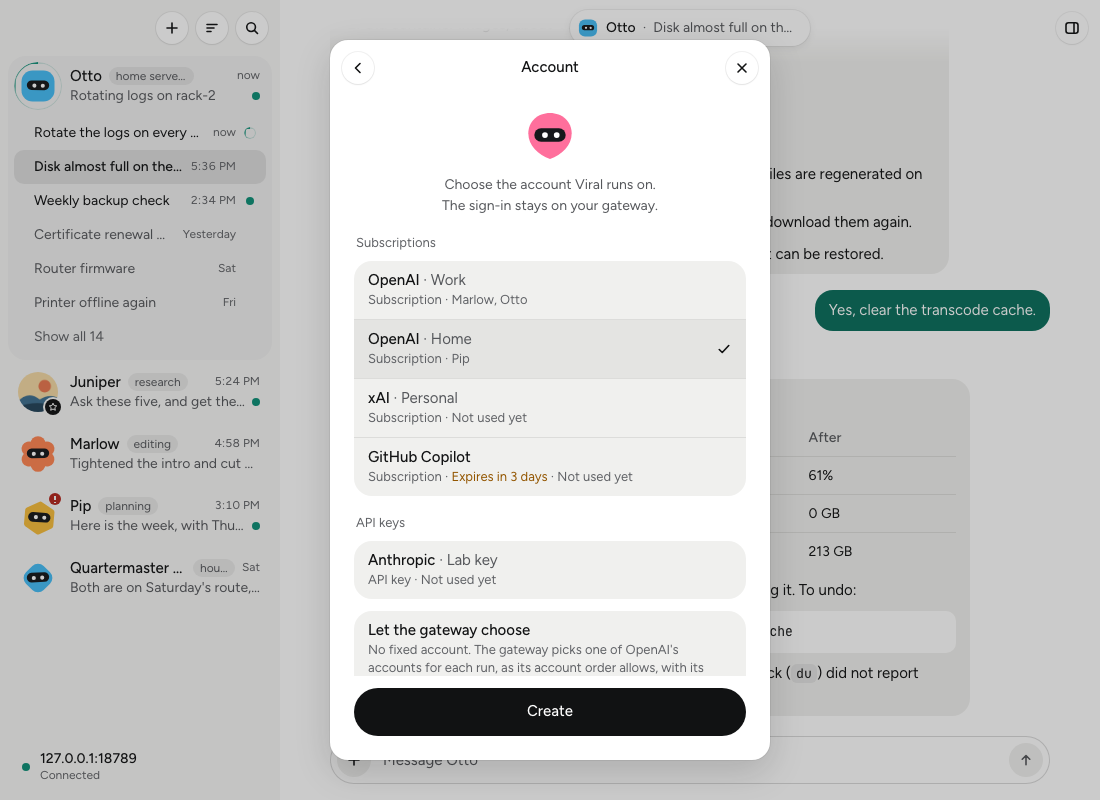 Otto
home serve...
now
Rotating logs on rack-2
Rotate the logs on every ...
now
Disk almost full on the...
5:36 PM
Weekly backup check
2:34 PM
Certificate renewal ...
Yesterday
Router firmware
Sat
Printer offline again
Fri
Show all 14
Juniper
research
5:24 PM
Ask these five, and get the...
Marlow
editing
4:58 PM
Tightened the intro and cut ...
Pip
planning
3:10 PM
Here is the week, with Thu...
Quartermaster ...
hou...
Sat
Both are on Saturday's route,...
127.0.0.1:18789
Connected
Otto · Disk almost full on th...
Account
Choose the account Viral runs on.
The sign-in stays on your gateway.
Subscriptions
OpenAI · Work
Subscription · Marlow, Otto
OpenAI · Home
Subscription · Pip
xAI · Personal
Subscription · Not used yet
GitHub Copilot
Subscription · Expires in 3 days · Not used yet
API keys
Anthropic · Lab key
API key · Not used yet
Let the gateway choose
No fixed account. The gateway picks one of OpenAI's
accounts for each run, as its account order allows, with its
Create
are regenerated on
download them again.
can be restored.
Yes, clear the transcode cache.
After
61%
0 GB
213 GB
it. To undo:
(du) did not report
Message Otto